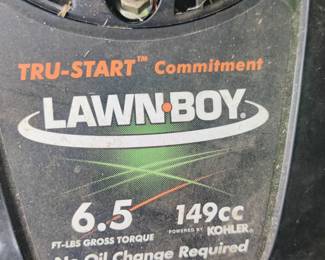 TRU-START™ Commitment
LAWN-BOY®
6.5 149cc
FT-LBS GROSS TORQUE POWERED BY KOHLER®
No Oil Change Required